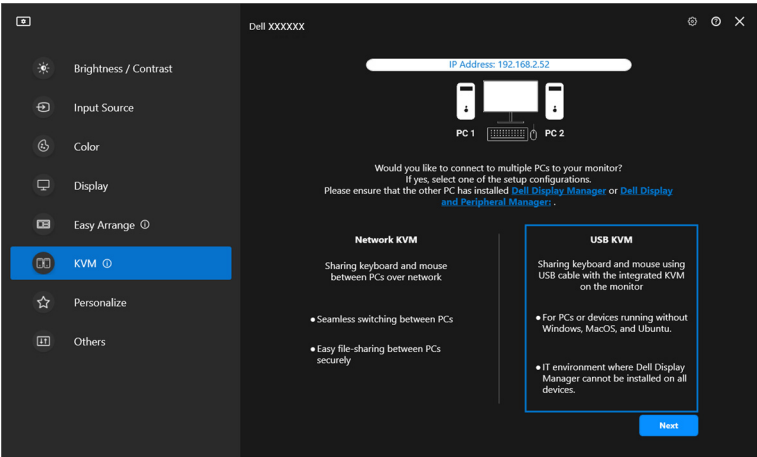 Dell XXXXXX
Brightness / Contrast
Input Source
Color
Display
Easy Arrange
KVM
Personalize
Others
IP Address: 192.168.2.52
PC 1
PC 2
Would you like to connect to multiple PCs to your monitor?
If yes, select one of the setup configurations.
Please ensure that the other PC has installed Dell Display Manager or Dell Display
and Peripheral Manager: .
Network KVM
Sharing keyboard and mouse
between PCs over network
●Seamless switching between PCs
●Easy file-sharing between PCs
securely
USB KVM
Sharing keyboard and mouse using
USB cable with the integrated KVM
on the monitor
●For PCs or devices running without
Windows, MacOS, and Ubuntu.
●IT environment where Dell Display
Manager cannot be installed on all
devices.
Next